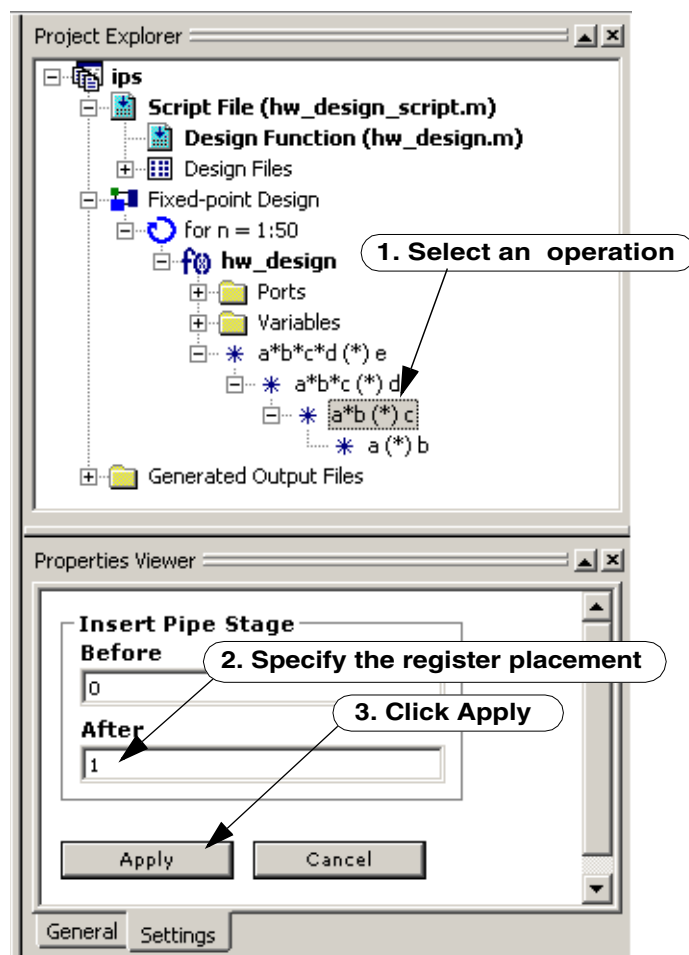 Project Explorer
ips
Script File (hw_design_script.m)
Design Function (hw_design.m)
Design Files
Fixed-point Design
for n = 1:50
1. Select an operation
f() hw_design
Ports
Variables
a*b*c*d (*) e
a*b*c (*) d
a*b (*) c
a (*) b
Generated Output Files
Properties Viewer
Insert Pipe Stage
Before
2. Specify the register placement
0
3. Click Apply
After
1
Apply Cancel
General Settings